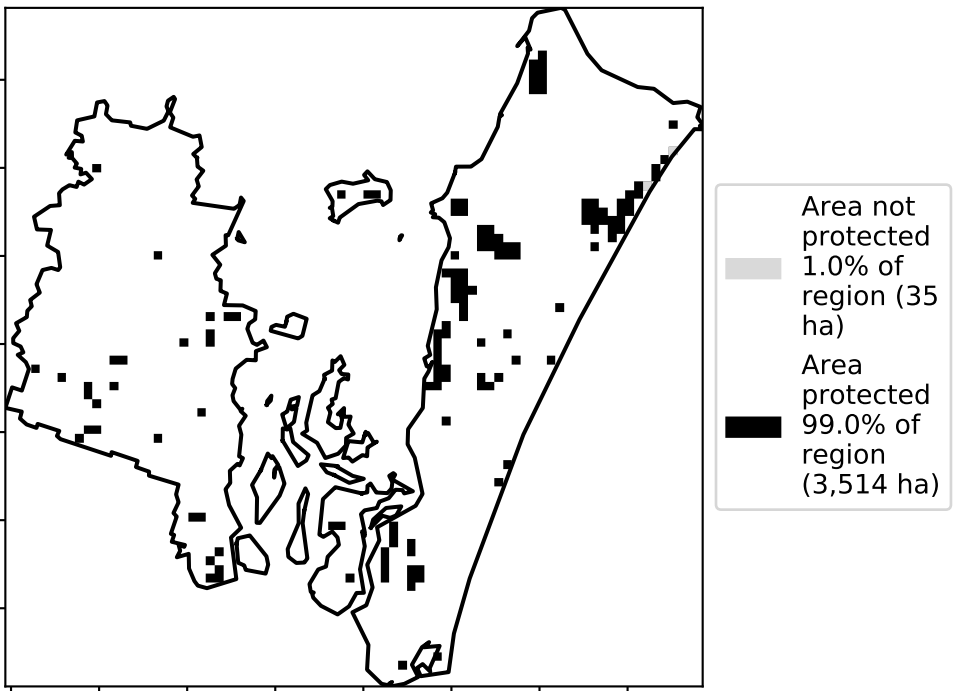 Area not
protected
1.0% of
region (35
ha)
Area
protected
99.0% of
region
(3,514 ha)